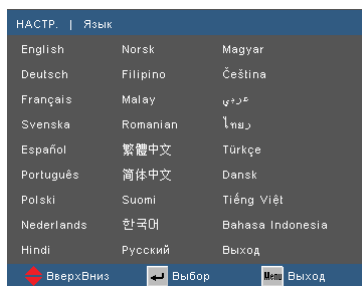 НАСТР. | Язык
English Norsk Magyar
Deutsch Filipino Čeština
Français Malay عربي
Svenska Romanian ไทย
Español 繁體中文 Türkçe
Português 简体中文 Dansk
Polski Suomi Tiếng Việt
Nederlands 한국어 Bahasa Indonesia
Hindi Русский Выход
ВверхВниз Выбор Menu Выход